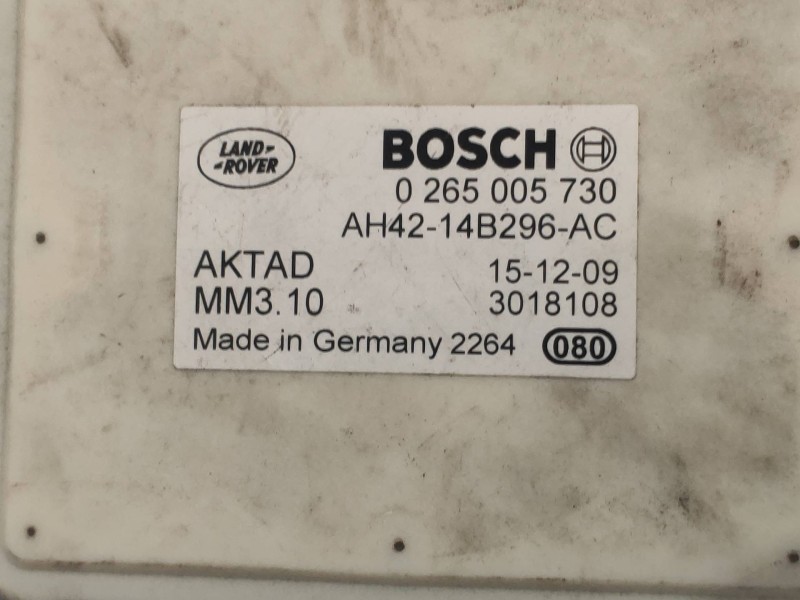 LAND-
-ROVER
BOSCH
0 265 005 730
AH42-14B296-AC
AKTAD 15-12-09
MM3.10 3018108
Made in Germany 2264 080